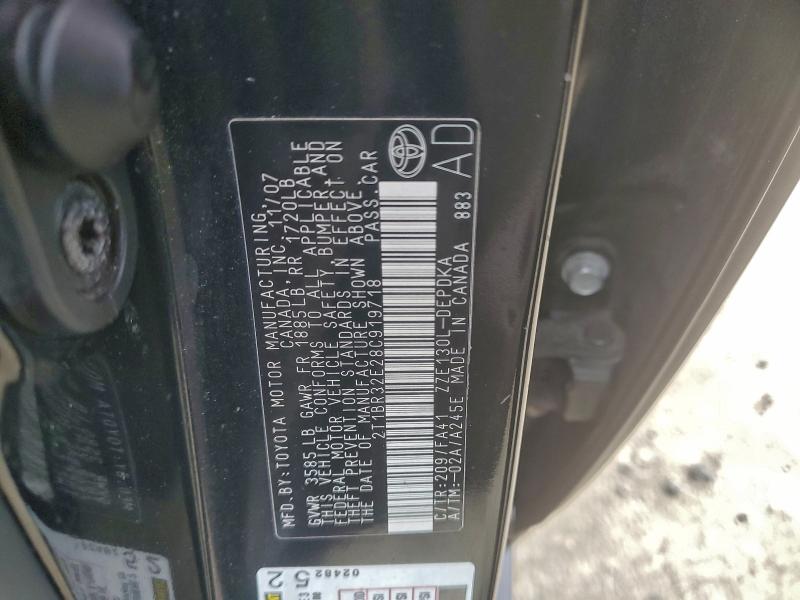 MFD.BY:TOYOTA MOTOR MANUFACTURING,
CANADA, INC. 11/07
GVWR 3585LB GAWR FR 1885LB RR 1720LB
THIS VEHICLE CONFORMS TO ALL APPLICABLE
FEDERAL MOTOR VEHICLE SAFETY, BUMPER, AND
THEFT PREVENTION STANDARDS IN EFFECT ON
THE DATE OF MANUFACTURE SHOWN ABOVE.
2T1BR32E28C919718 PASS.CAR
C/TR:209/FA41 ZZE130L-DEPDKA
A/TM:-02A/A245E MADE IN CANADA 883
AD
02482
25